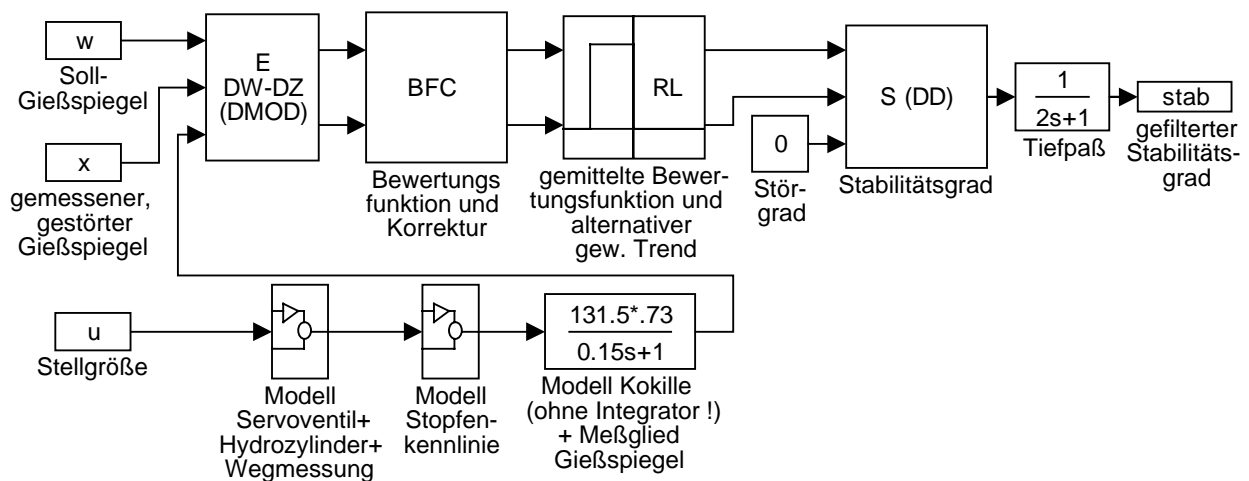 w
Soll-
Gießspiegel
x
gemessener,
gestörter
Gießspiegel
E
DW-DZ
(DMOD)
BFC
Bewertungs
funktion und
Korrektur
RL
gemittelte Bewer-
tungsfunktion und
alternativer
gew. Trend
0
Stör-
grad
S (DD)
Stabilitätsgrad
1
2s+1
Tiefpaß
stab
gefilterter
Stabilitäts-
grad
u
Stellgröße
Modell
Servoventil+
Hydrozylinder+
Wegmessung
Modell
Stopfen-
kennlinie
131.5*.73
0.15s+1
Modell Kokille
(ohne Integrator !)
+ Meßglied
Gießspiegel